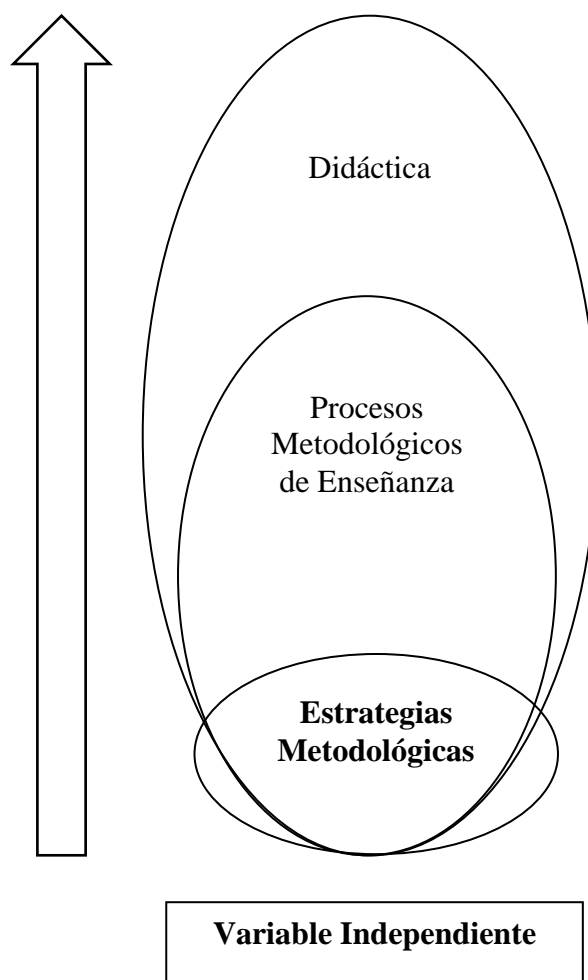 Didáctica
Procesos
Metodológicos
de Enseñanza
Estrategias
Metodológicas
Variable Independiente